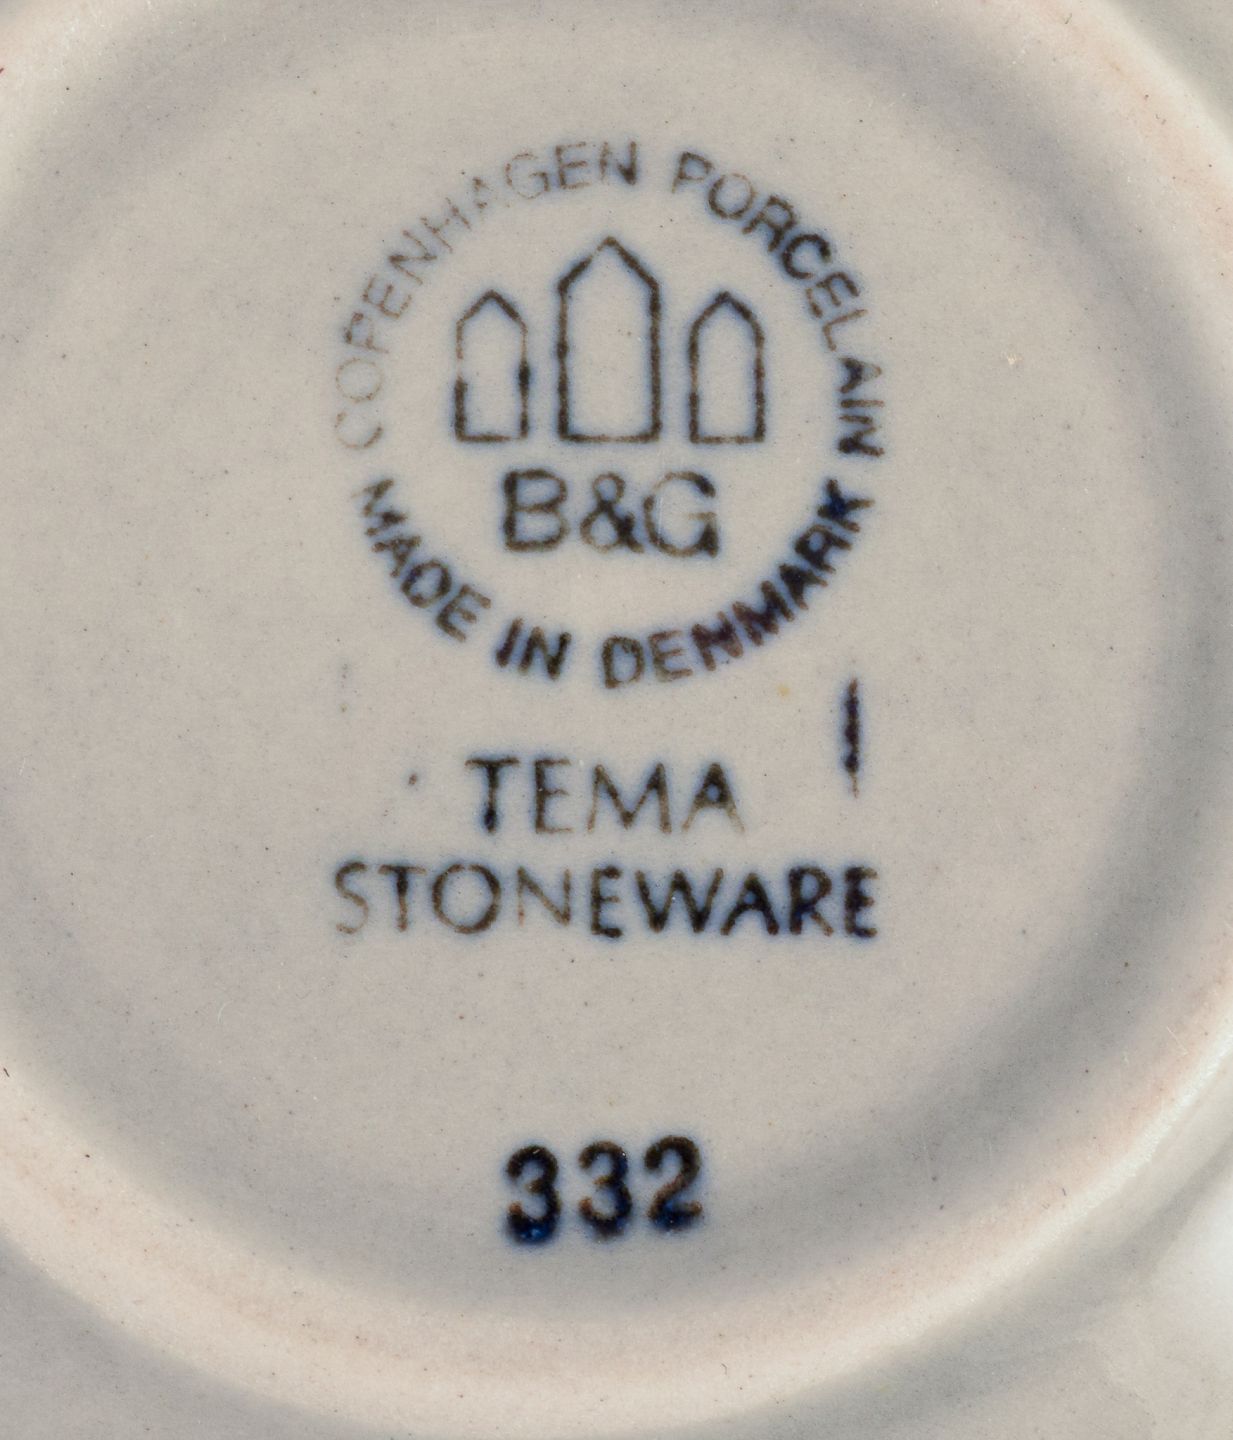 COPENHAGEN PORCELAIN
MADE IN DENMARK
B&G
TEMA
STONEWARE
332